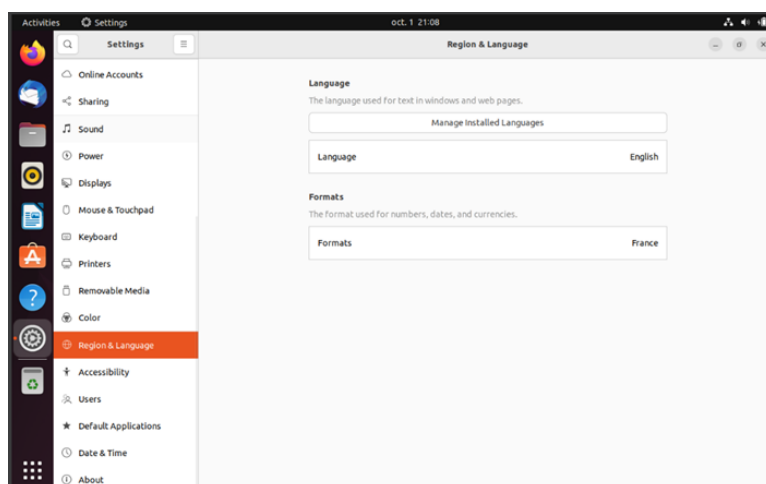 Activities Settings oct. 1 21:08
Settings Region & Language
Online Accounts
Sharing
Sound
Power
Displays
Mouse & Touchpad
Keyboard
Printers
Removable Media
Color
Region & Language
Accessibility
Users
Default Applications
Date & Time
About
Language
The language used for text in windows and web pages.
Manage Installed Languages
Language English
Formats
The format used for numbers, dates, and currencies.
Formats France